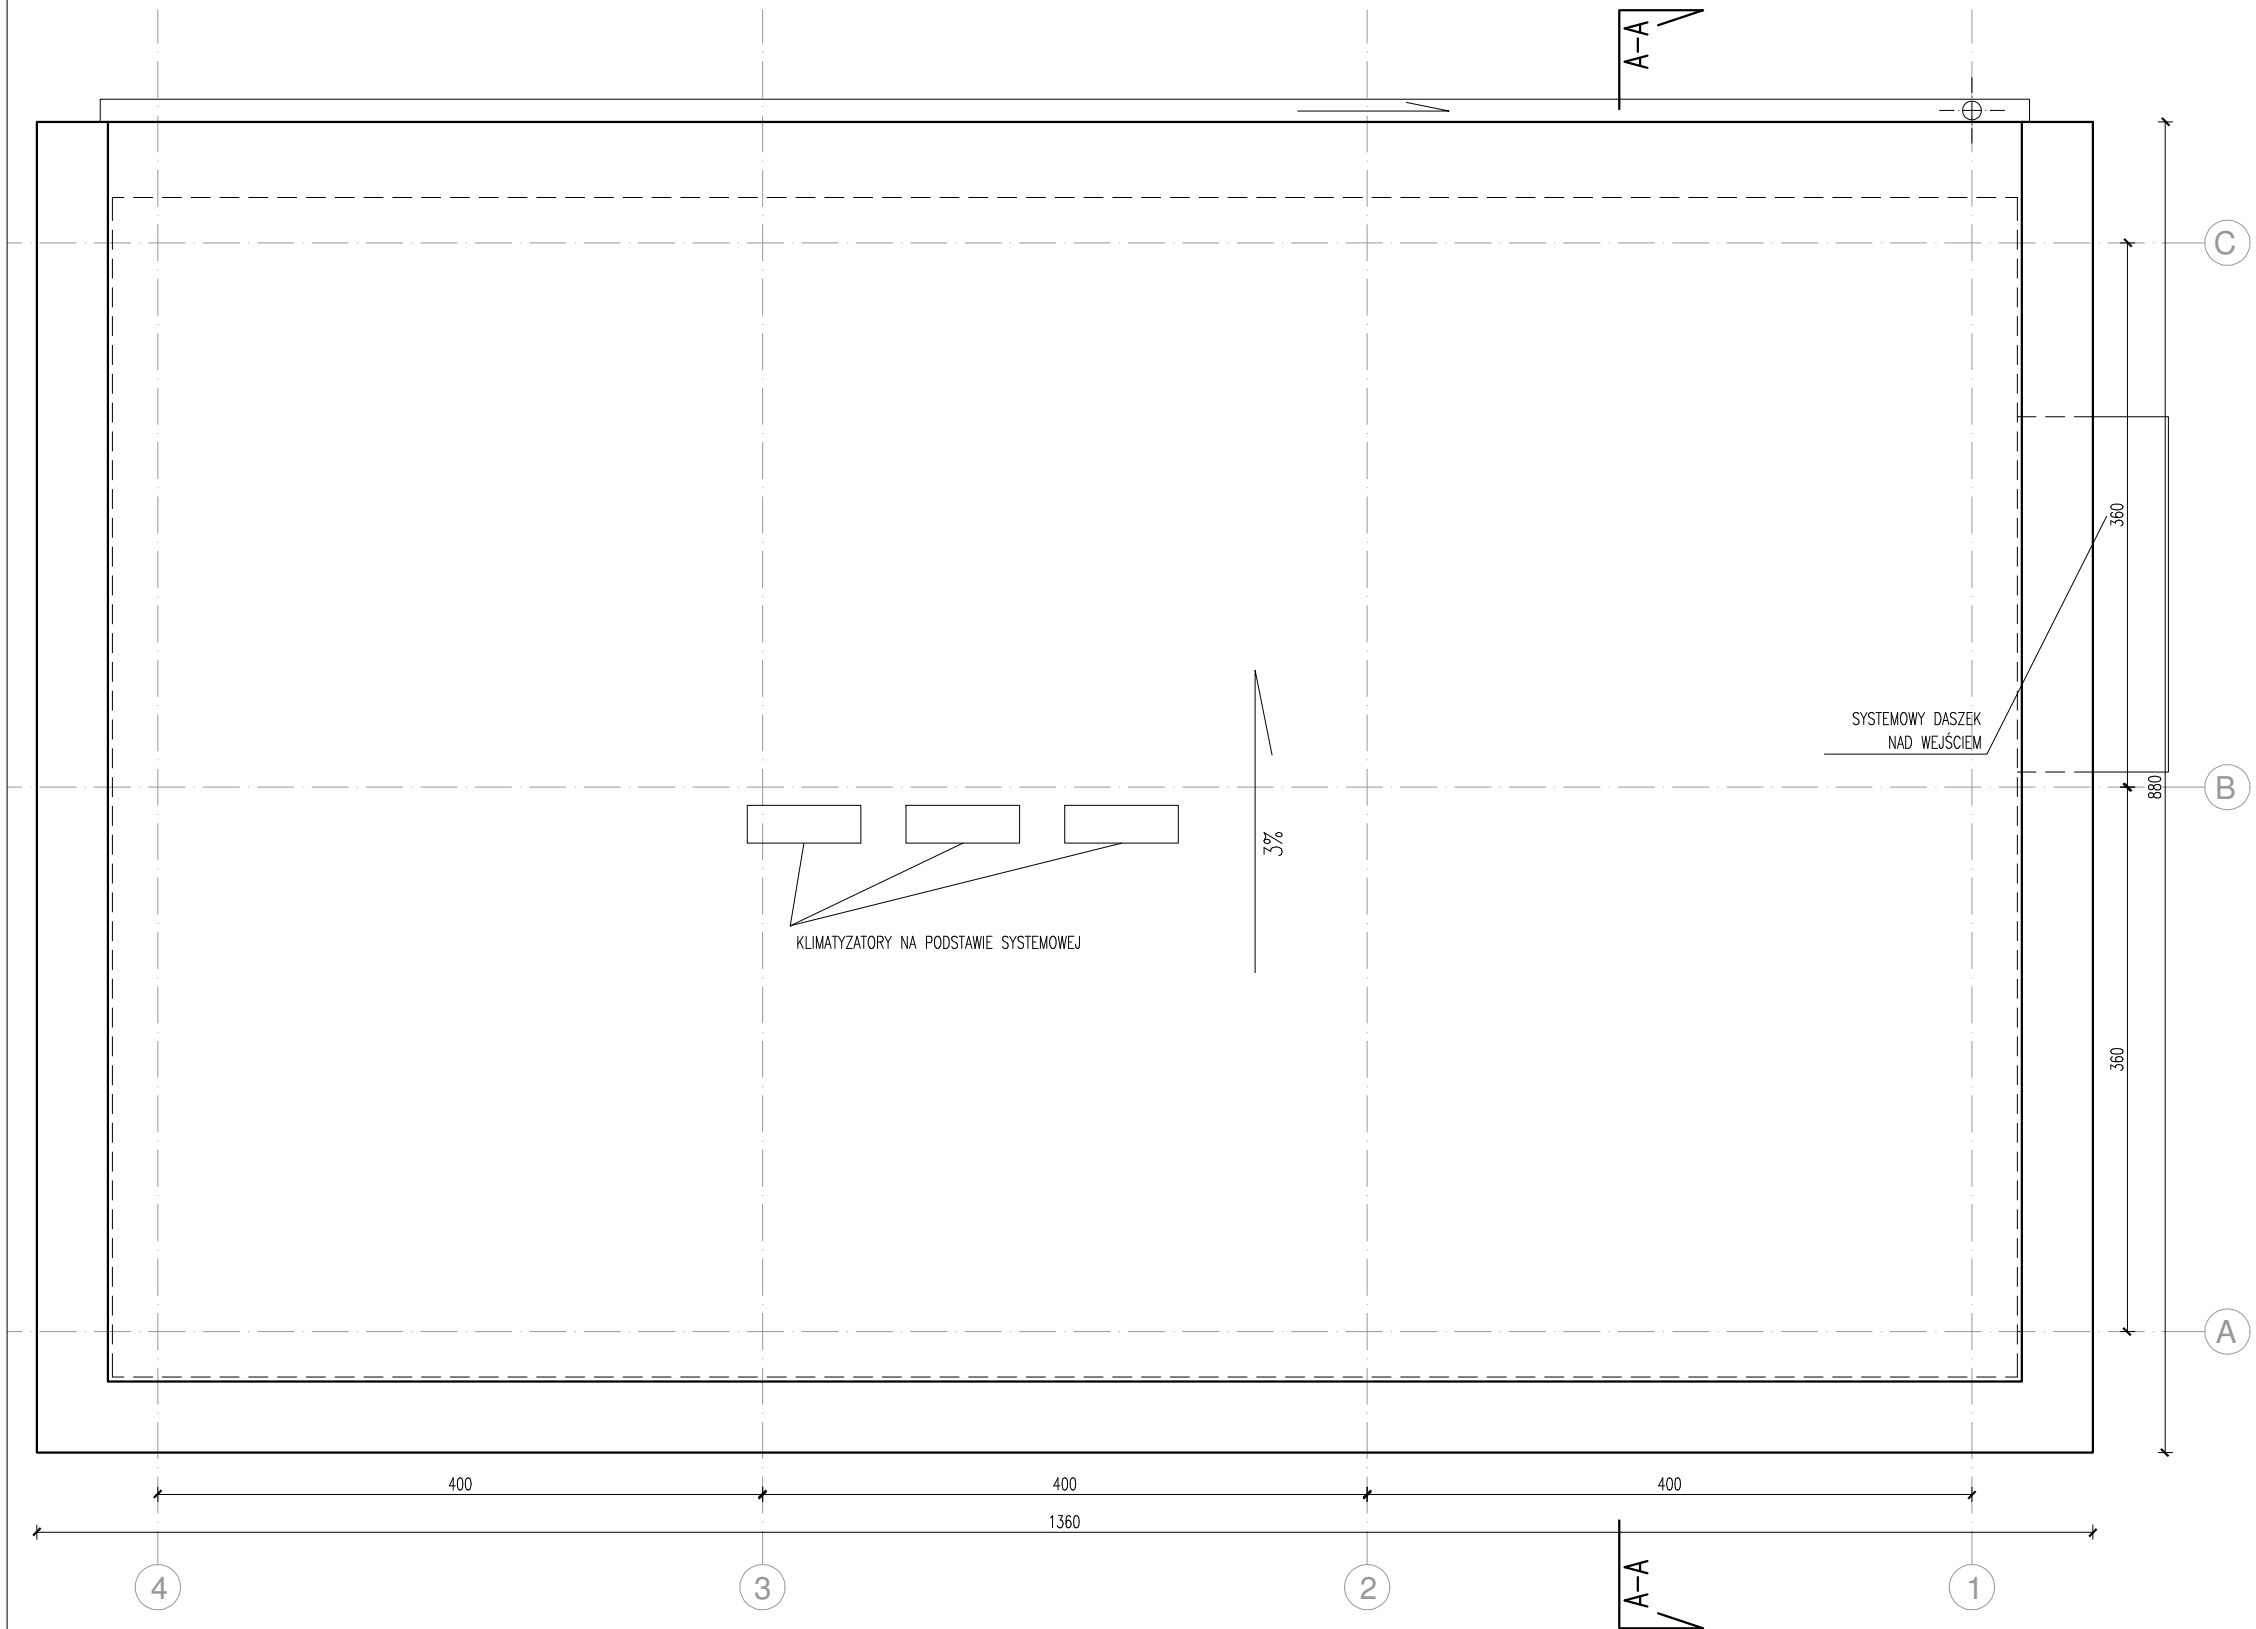 A-A
C
360
SYSTEMOWY DASZEK
NAD WEJŚCIEM
880
B
3%
KLIMATYZATORY NA PODSTAWIE SYSTEMOWEJ
360
A
400
400
400
1360
4
3
2
1
A-A